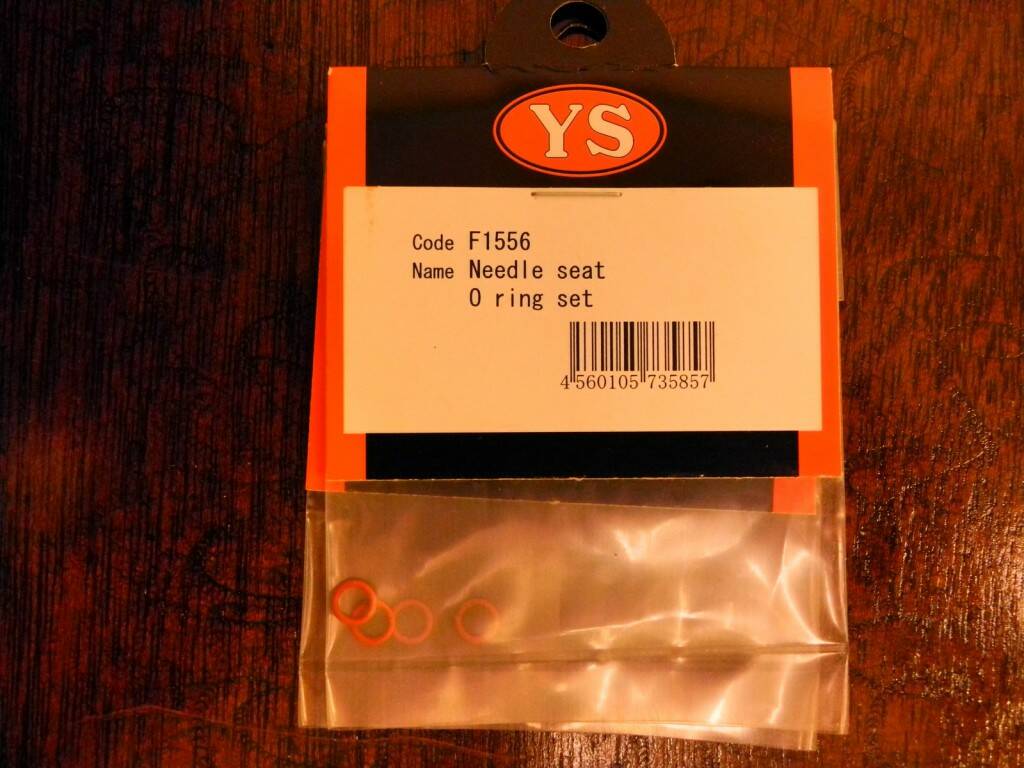 YS
Code F1556
Name Needle seat
O ring set
4 560105 735857